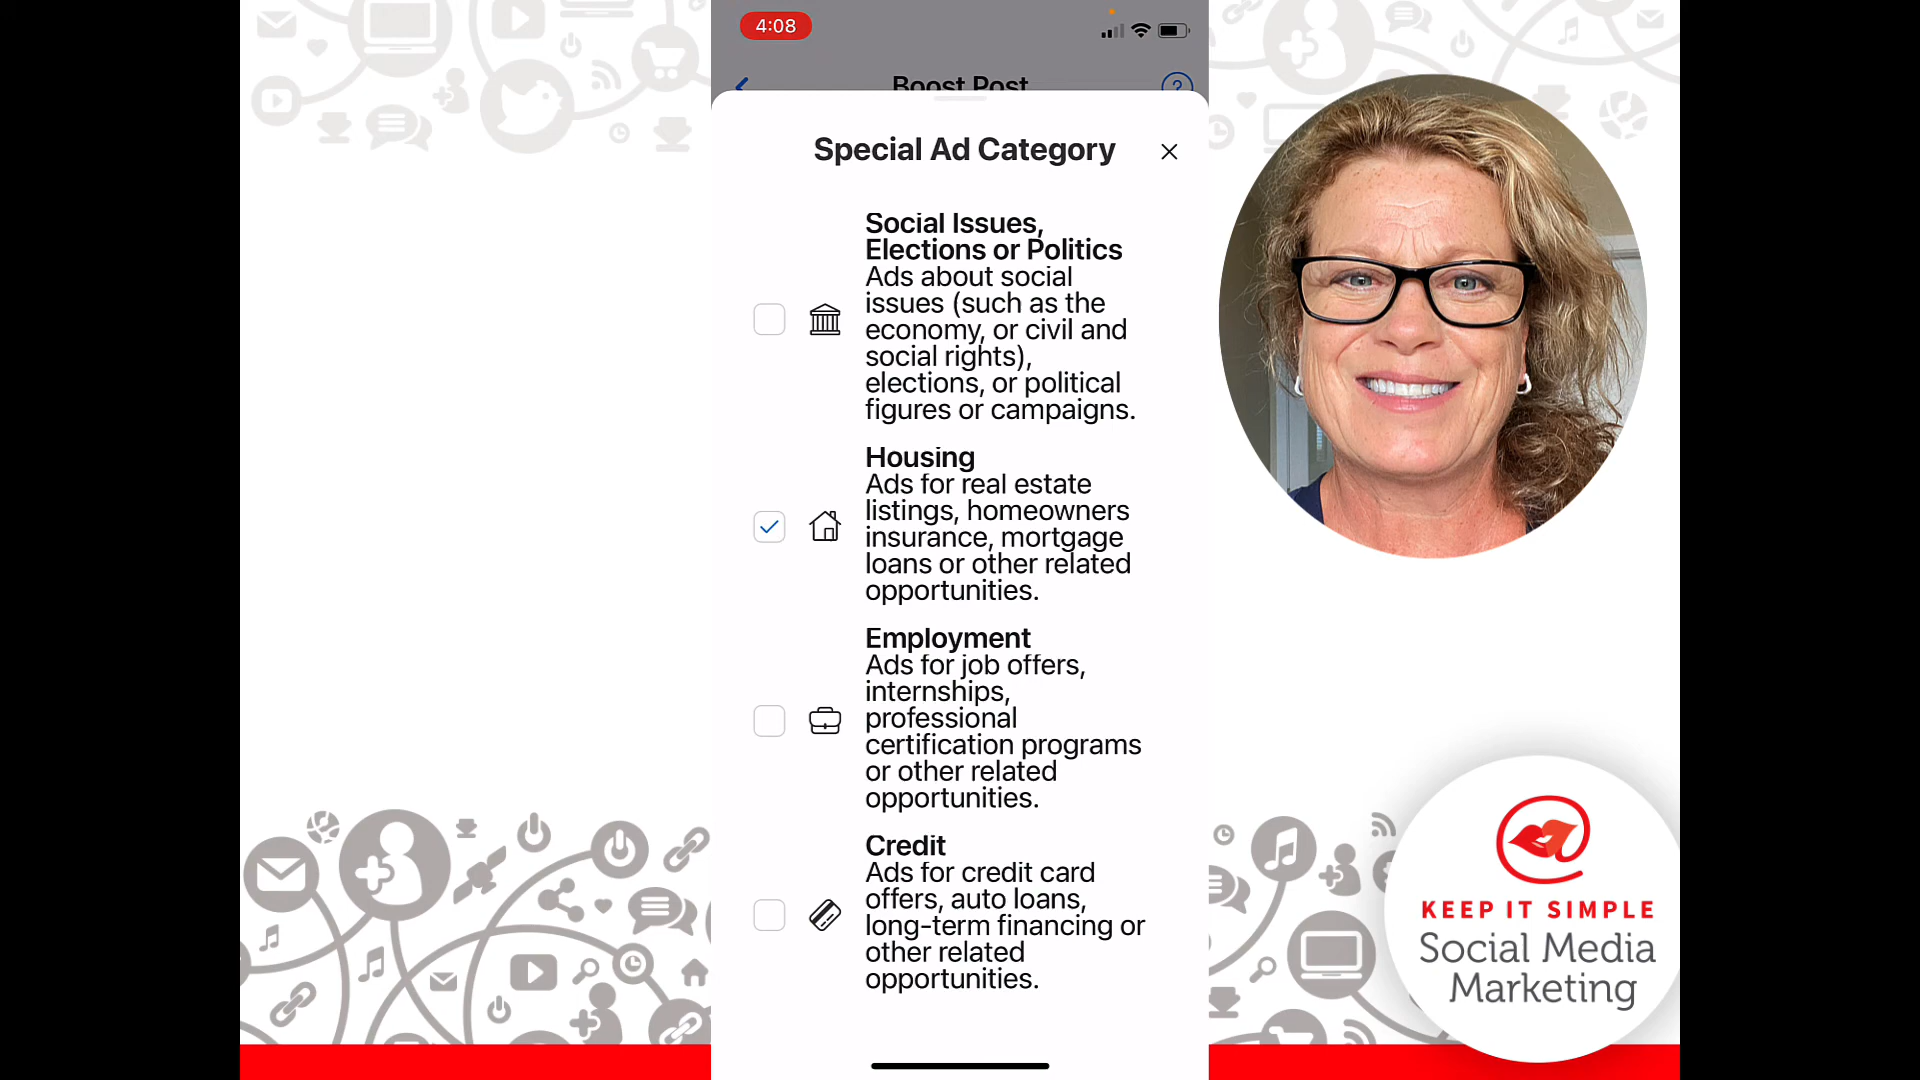 4:08
Boost Post
?
Special Ad Category
Social Issues,
Elections or Politics
Ads about social
issues (such as the
economy, or civil and
social rights),
elections, or political
figures or campaigns.
Housing
Ads for real estate
listings, homeowners
insurance, mortgage
loans or other related
opportunities.
Employment
Ads for job offers,
internships,
professional
certification programs
or other related
opportunities.
Credit
Ads for credit card
offers, auto loans,
long-term financing or
other related
opportunities.
KEEP IT SIMPLE
Social Media
Marketing